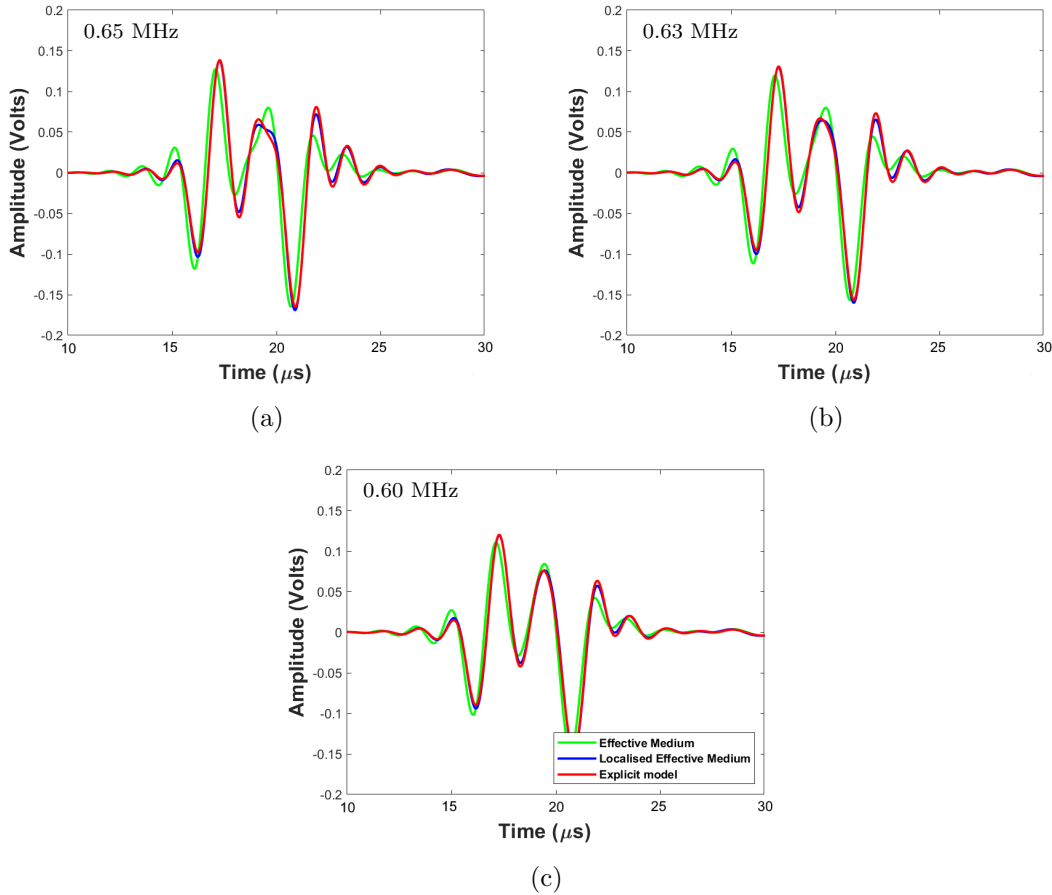 0.65 MHz
0.2
0.15
0.1
0.05
0
-0.05
-0.1
-0.15
-0.2
10 15 20 25 30
Amplitude (Volts)
Time (μs)
(a)
0.63 MHz
0.2
0.15
0.1
0.05
0
-0.05
-0.1
-0.15
-0.2
10 15 20 25 30
Amplitude (Volts)
Time (μs)
(b)
0.60 MHz
0.2
0.15
0.1
0.05
0
-0.05
-0.1
-0.15
-0.2
10 15 20 25 30
Amplitude (Volts)
Time (μs)
Effective Medium
Localised Effective Medium
Explicit model
(c)